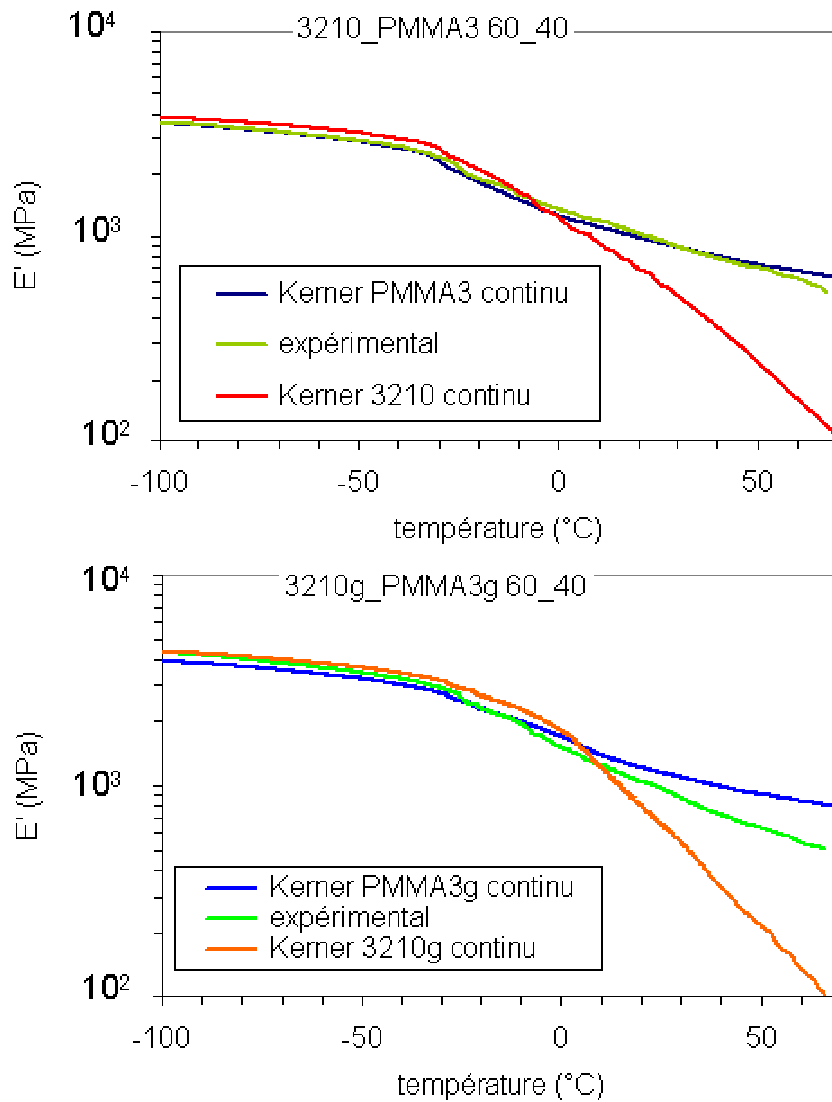 3210_PMMA3 60_40
10⁴
10³
10²
E' (MPa)
Kerner PMMA3 continu
expérimental
Kerner 3210 continu
-100
-50
0
50
température (°C)
3210g_PMMA3g 60_40
10⁴
10³
10²
E' (MPa)
Kerner PMMA3g continu
expérimental
Kerner 3210g continu
-100
-50
0
50
température (°C)